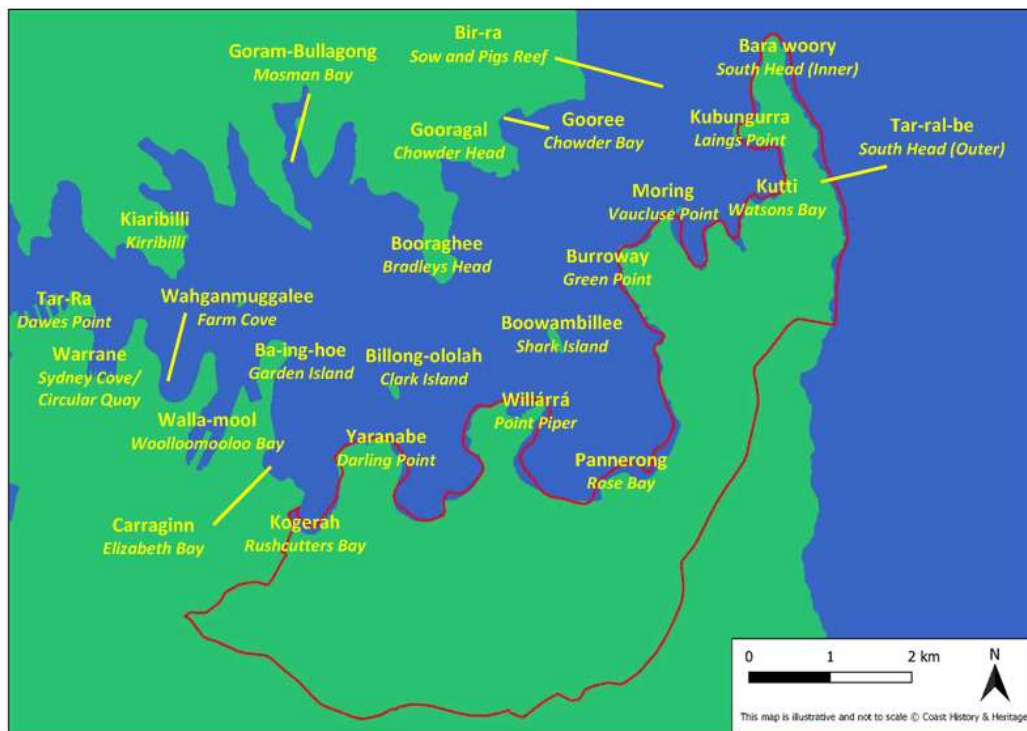 Bir-ra
Sow and Pigs Reef
Goram-Bullagong
Mosman Bay
Bara woory
South Head (Inner)
Gooragal
Chowder Head
Gooree
Chowder Bay
Kubungurra
Laings Point
Tar-ral-be
South Head (Outer)
Kiaribilli
Kirribilli
Moring
Vaucluse Point
Kutti
Watsons Bay
Booraghee
Bradleys Head
Burroway
Green Point
Tar-Ra
Dawes Point
Wahganmuggalee
Farm Cove
Boowambillee
Shark Island
Warrane
Sydney Cove/
Circular Quay
Ba-ing-hoe
Garden Island
Billong-ololah
Clark Island
Walla-mool
Woolloomooloo Bay
Willárrá
Point Piper
Yaranabe
Darling Point
Pannerong
Rose Bay
Carraginn
Elizabeth Bay
Kogerah
Rushcutters Bay
0 1 2 km
N
This map is illustrative and not to scale © Coast History & Heritage